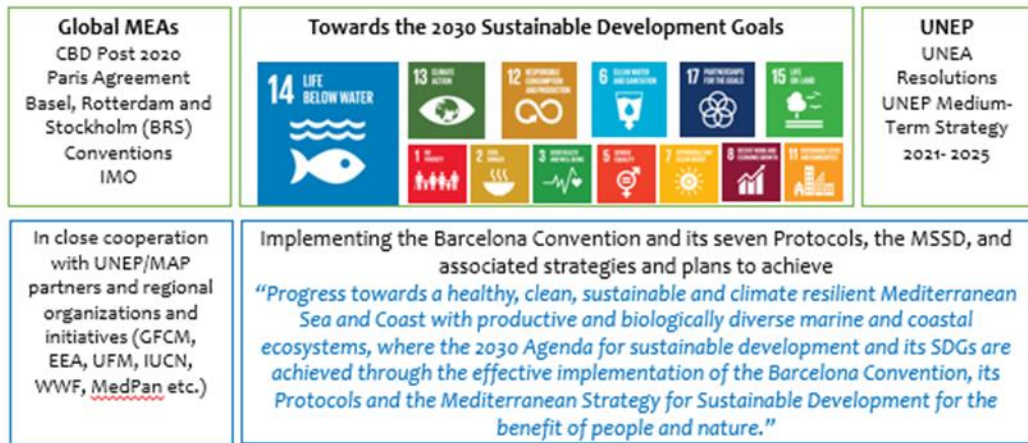 Global MEAs
CBD Post 2020
Paris Agreement
Basel, Rotterdam and
Stockholm (BRS)
Conventions
IMO
Towards the 2030 Sustainable Development Goals
14 LIFE
BELOW WATER
13 CLIMATE
ACTION
12 RESPONSIBLE
CONSUMPTION
AND PRODUCTION
6 CLEAN WATER
AND SANITATION
17 PARTNERSHIPS
FOR THE GOALS
15 LIFE
ON LAND
1 NO
POVERTY
2 ZERO
HUNGER
3 GOOD HEALTH
AND WELL-BEING
5 GENDER
EQUALITY
7
8 DECENT WORK AND
ECONOMIC GROWTH
11 SUSTAINABLE CITIES
AND COMMUNITIES
UNEP
UNEA
Resolutions
UNEP Medium-
Term Strategy
2021- 2025
In close cooperation
with UNEP/MAP
partners and regional
organizations and
initiatives (GFCM,
EEA, UFM, IUCN,
WWF, MedPan etc.)
Implementing the Barcelona Convention and its seven Protocols, the MSSD, and
associated strategies and plans to achieve
“Progress towards a healthy, clean, sustainable and climate resilient Mediterranean
Sea and Coast with productive and biologically diverse marine and coastal
ecosystems, where the 2030 Agenda for sustainable development and its SDGs are
achieved through the effective implementation of the Barcelona Convention, its
Protocols and the Mediterranean Strategy for Sustainable Development for the
benefit of people and nature.”